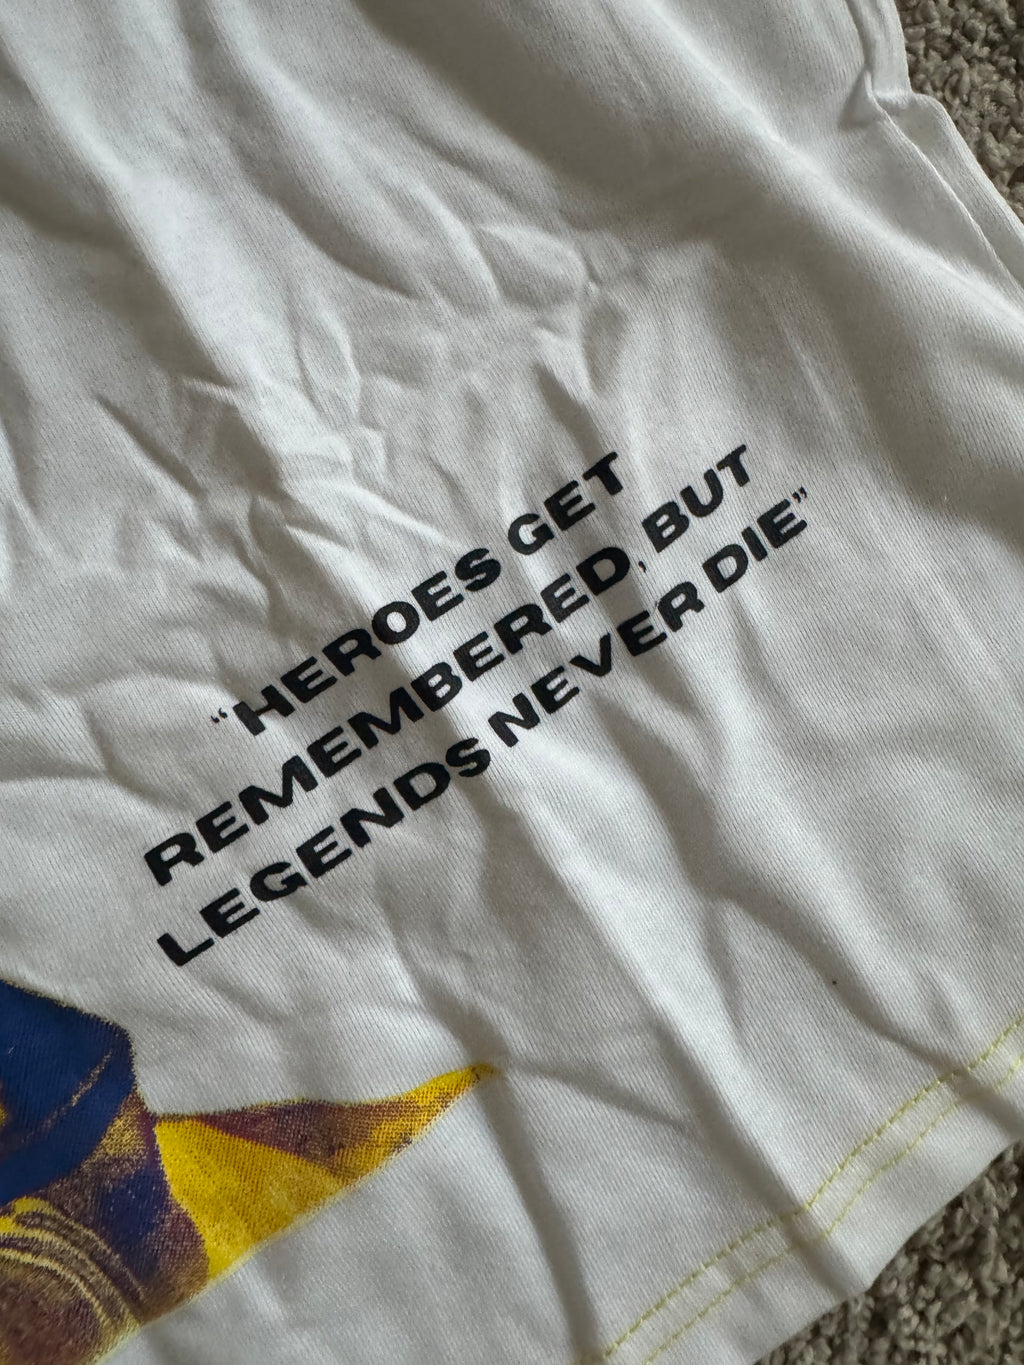 “HEROES GET
REMEMBERED, BUT
LEGENDS NEVER DIE”